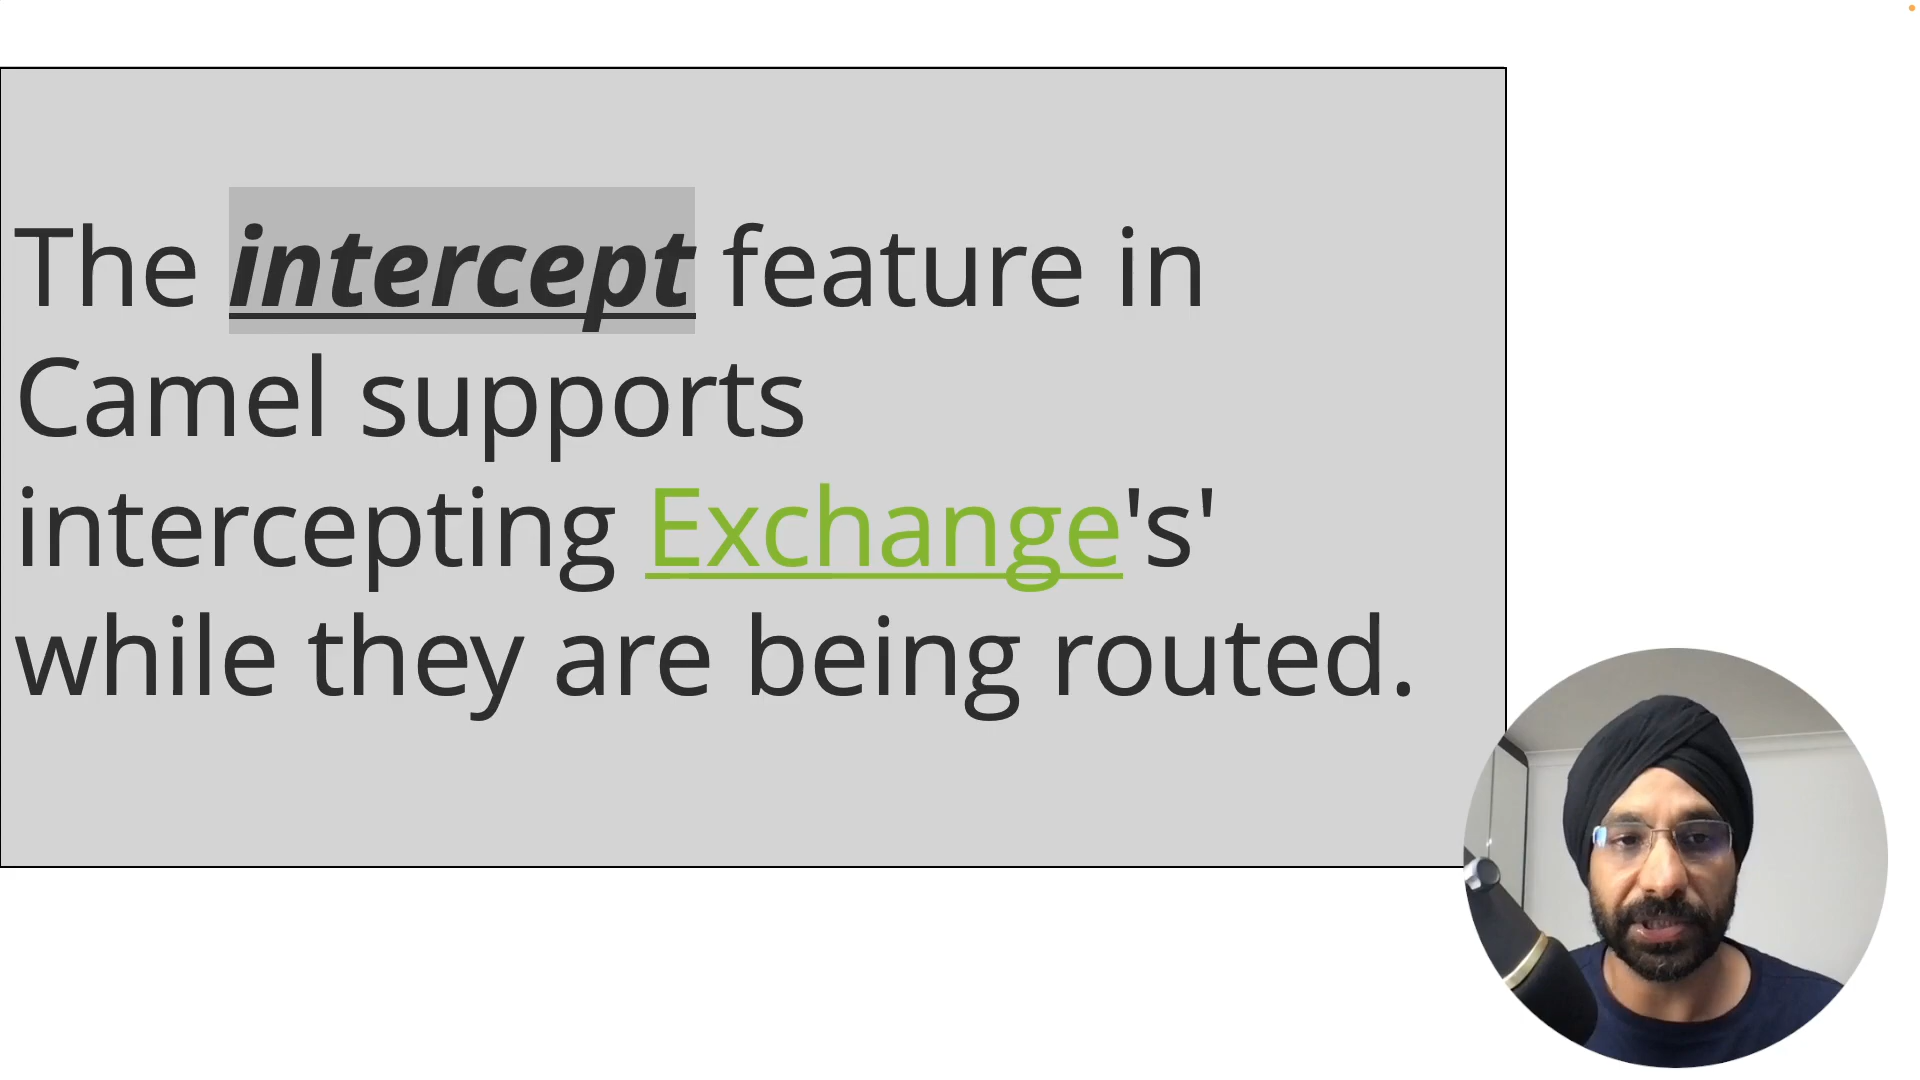 The intercept feature in
Camel supports
intercepting Exchange's'
while they are being routed.